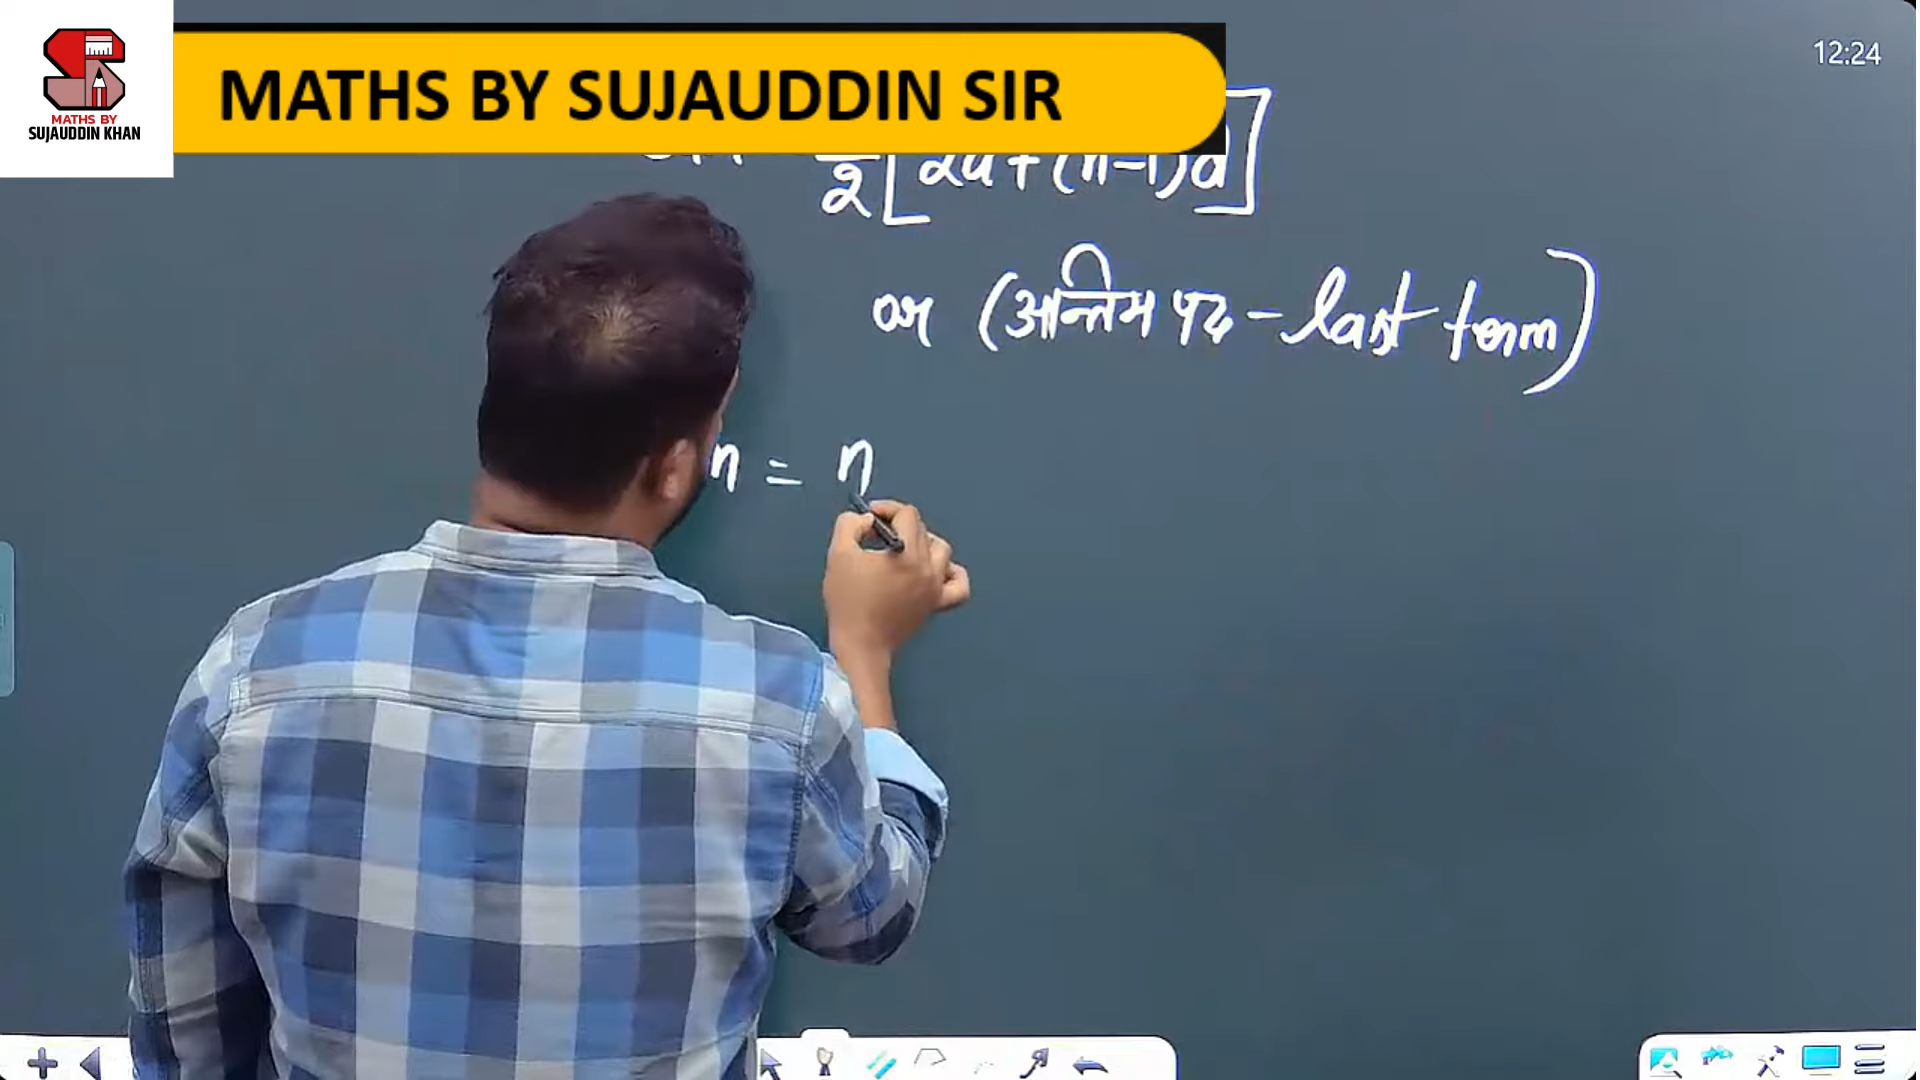 MATHS BY SUJAUDDIN SIR
MATHS BY
SUJAUDDIN KHAN
12:24
2 [2a + (n-1)d]
or (अन्तिम पद - last term)
n = n